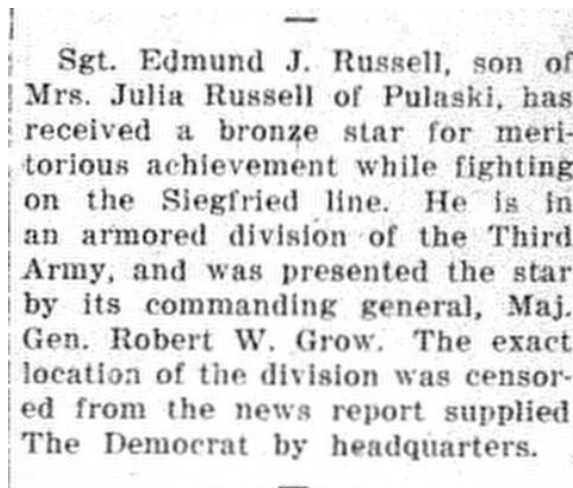 Sgt. Edmund J. Russell, son of
Mrs. Julia Russell of Pulaski, has
received a bronze star for meri-
torious achievement while fighting
on the Siegfried line. He is in
an armored division of the Third
Army, and was presented the star
by its commanding general, Maj.
Gen. Robert W. Grow. The exact
location of the division was censor-
ed from the news report supplied
The Democrat by headquarters.